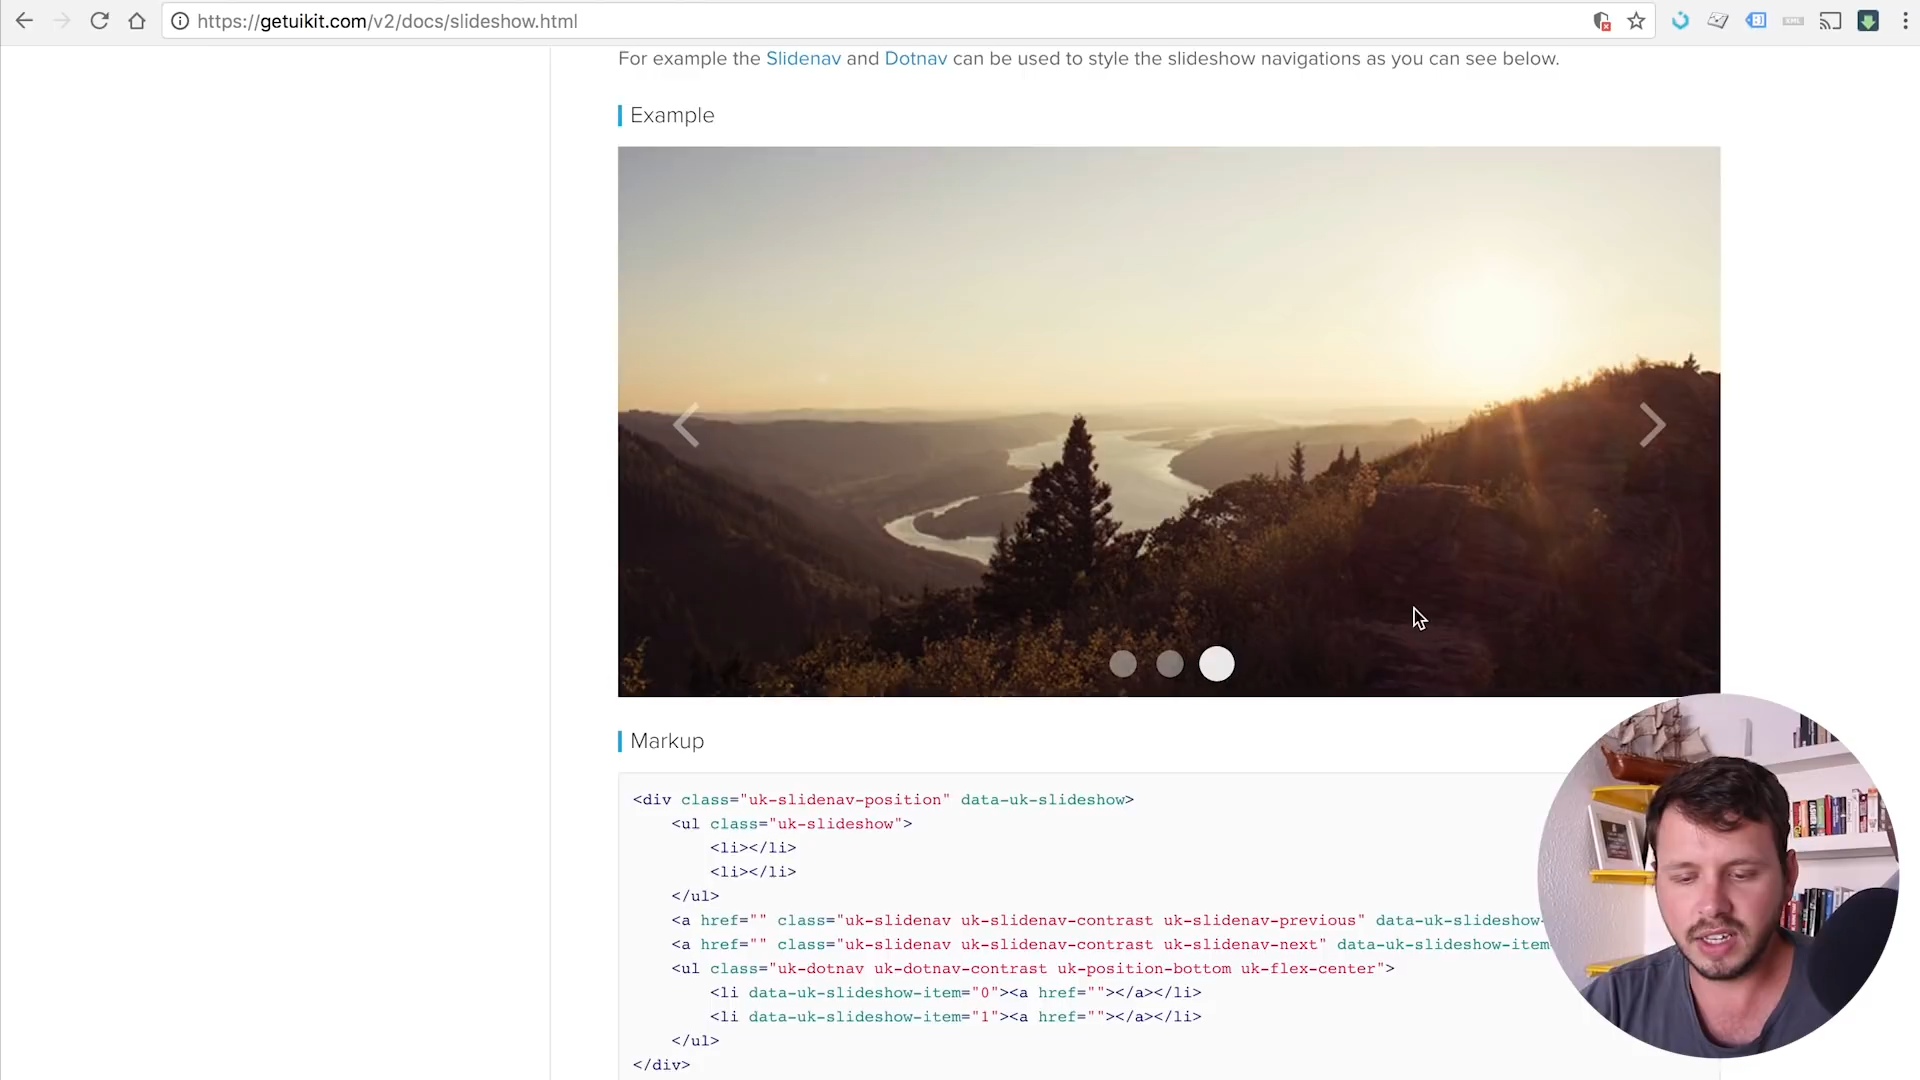 https://getuikit.com/v2/docs/slideshow.html
For example the Slidenav and Dotnav can be used to style the slideshow navigations as you can see below.
Example
Markup
<div class="uk-slidenav-position" data-uk-slideshow>
<ul class="uk-slideshow">
<li></li>
<li></li>
</ul>
<a href="" class="uk-slidenav uk-slidenav-contrast uk-slidenav-previous" data-uk-slideshow-
<a href="" class="uk-slidenav uk-slidenav-contrast uk-slidenav-next" data-uk-slideshow-item
<ul class="uk-dotnav uk-dotnav-contrast uk-position-bottom uk-flex-center">
<li data-uk-slideshow-item="0"><a href=""></a></li>
<li data-uk-slideshow-item="1"><a href=""></a></li>
</ul>
</div>